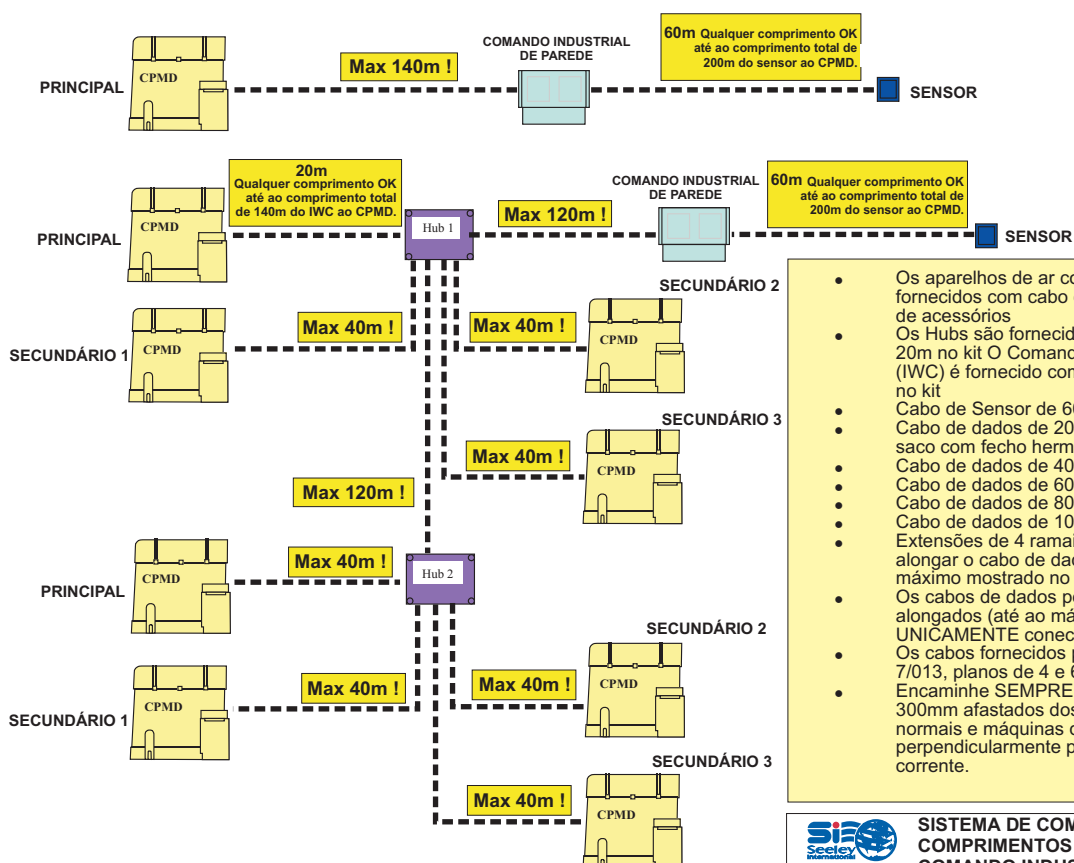 COMANDO INDUSTRIAL
DE PAREDE
60m Qualquer comprimento OK
até ao comprimento total de
200m do sensor ao CPMD.
Max 140m !
CPMD
PRINCIPAL
SENSOR
20m
Qualquer comprimento OK
até ao comprimento total
de 140m do IWC ao CPMD.
COMANDO INDUSTRIAL
DE PAREDE
60m Qualquer comprimento OK
até ao comprimento total de
200m do sensor ao CPMD.
Max 120m !
CPMD
Hub 1
PRINCIPAL
SENSOR
SECUNDÁRIO 2
Max 40m !
Max 40m !
CPMD
CPMD
SECUNDÁRIO 1
SECUNDÁRIO 3
Max 40m !
CPMD
Max 120m !
Max 40m !
CPMD
Hub 2
PRINCIPAL
SECUNDÁRIO 2
Max 40m !
Max 40m !
CPMD
CPMD
SECUNDÁRIO 1
SECUNDÁRIO 3
Max 40m !
CPMD
Os aparelhos de ar co
fornecidos com cabo
de acessórios
Os Hubs são fornecid
20m no kit O Comand
(IWC) é fornecido com
no kit
Cabo de Sensor de 60
Cabo de dados de 20
saco com fecho herm
Cabo de dados de 40
Cabo de dados de 60
Cabo de dados de 80
Cabo de dados de 10
Extensões de 4 ramai
alongar o cabo de dad
máximo mostrado no
Os cabos de dados po
alongados (até ao má
UNICAMENTE conec
Os cabos fornecidos p
7/013, planos de 4 e 6
Encaminhe SEMPRE
300mm afastados dos
normais e máquinas
perpendicularmente p
corrente.
Seeley
International
SISTEMA DE COM
COMPRIMENTOS
COMANDO INDUS